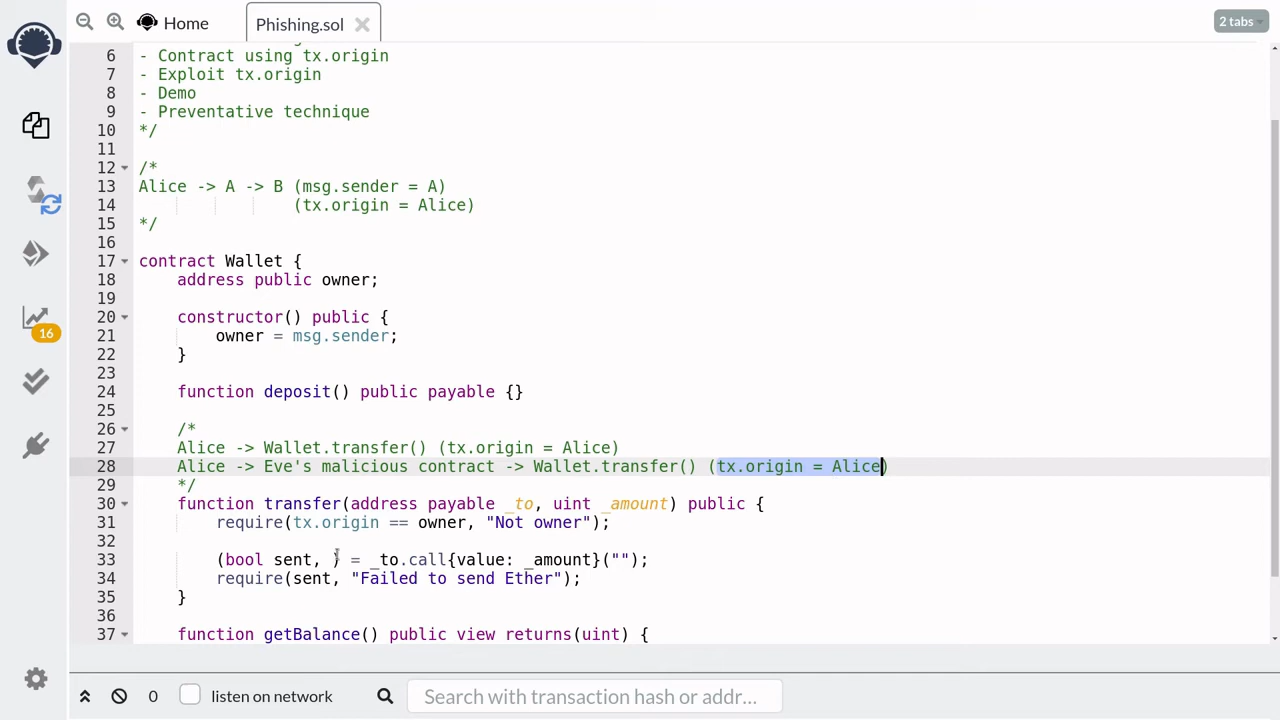 Home
Phishing.sol
2 tabs
6 - Contract using tx.origin
7 - Exploit tx.origin
8 - Demo
9 - Preventative technique
10 */
11
12 /*
13 Alice -> A -> B (msg.sender = A)
14 (tx.origin = Alice)
15 */
16
17 contract Wallet {
18 address public owner;
19
20 constructor() public {
21 owner = msg.sender;
22 }
23
24 function deposit() public payable {}
25
26 /*
27 Alice -> Wallet.transfer() (tx.origin = Alice)
28 Alice -> Eve's malicious contract -> Wallet.transfer() (tx.origin = Alice)
29 */
30 function transfer(address payable _to, uint _amount) public {
31 require(tx.origin == owner, "Not owner");
32
33 (bool sent, ) = _to.call{value: _amount}("");
34 require(sent, "Failed to send Ether");
35 }
36
37 function getBalance() public view returns(uint) {
16
0
listen on network
Search with transaction hash or addr...